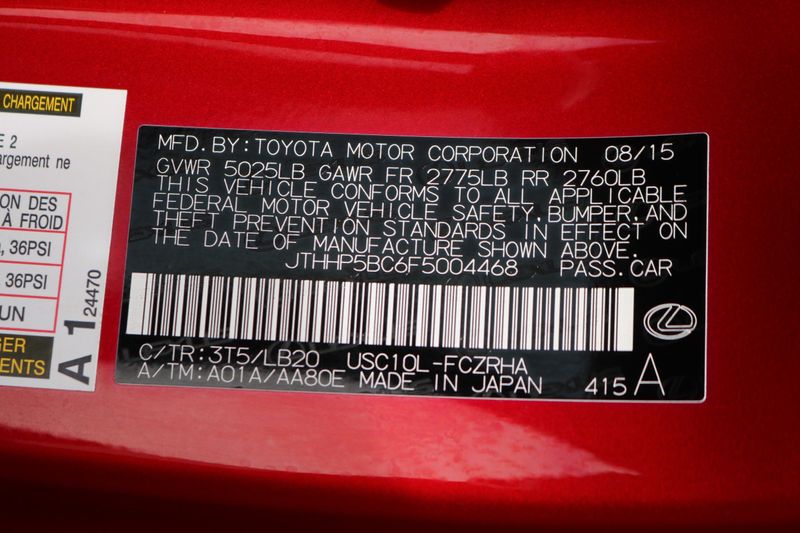 CHARGEMENT
E 2
argement ne
ION DES
À FROID
, 36PSI
36PSI
UN
GER
ENTS
A 1 24470
MFD.BY:TOYOTA MOTOR CORPORATION 08/15
GVWR 5025LB GAWR FR 2775LB RR 2760LB
THIS VEHICLE CONFORMS TO ALL APPLICABLE
FEDERAL MOTOR VEHICLE SAFETY,BUMPER,AND
THEFT PREVENTION STANDARDS IN EFFECT ON
THE DATE OF MANUFACTURE SHOWN ABOVE.
JTHHP5BC6F5004468 PASS.CAR
C/TR:3T5/LB20 USC10L-FCZRHA
A/TM:A01A/AA80E MADE IN JAPAN 415 A